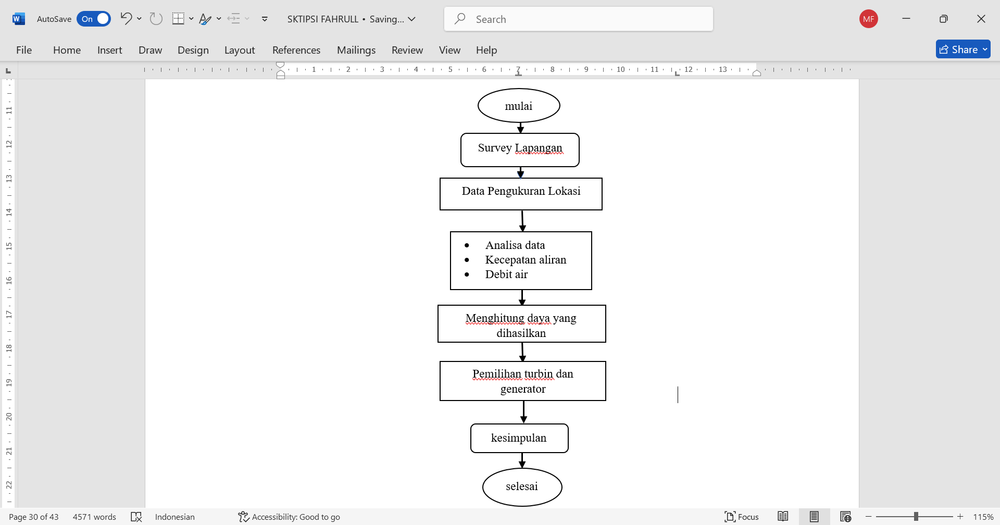 AutoSave On SKTIPSI FAHRULL • Saving... Search MF
File Home Insert Draw Design Layout References Mailings Review View Help Share
1 2 3 4 5 6 7 8 9 10 11 12 13
11
12
13
14
15
16
17
18
19
20
21
22
mulai
Survey Lapangan
Data Pengukuran Lokasi
• Analisa data
• Kecepatan aliran
• Debit air
Menghitung daya yang
dihasilkan
Pemilihan turbin dan
generator
kesimpulan
selesai
Page 30 of 43 4571 words Indonesian Accessibility: Good to go Focus 115%